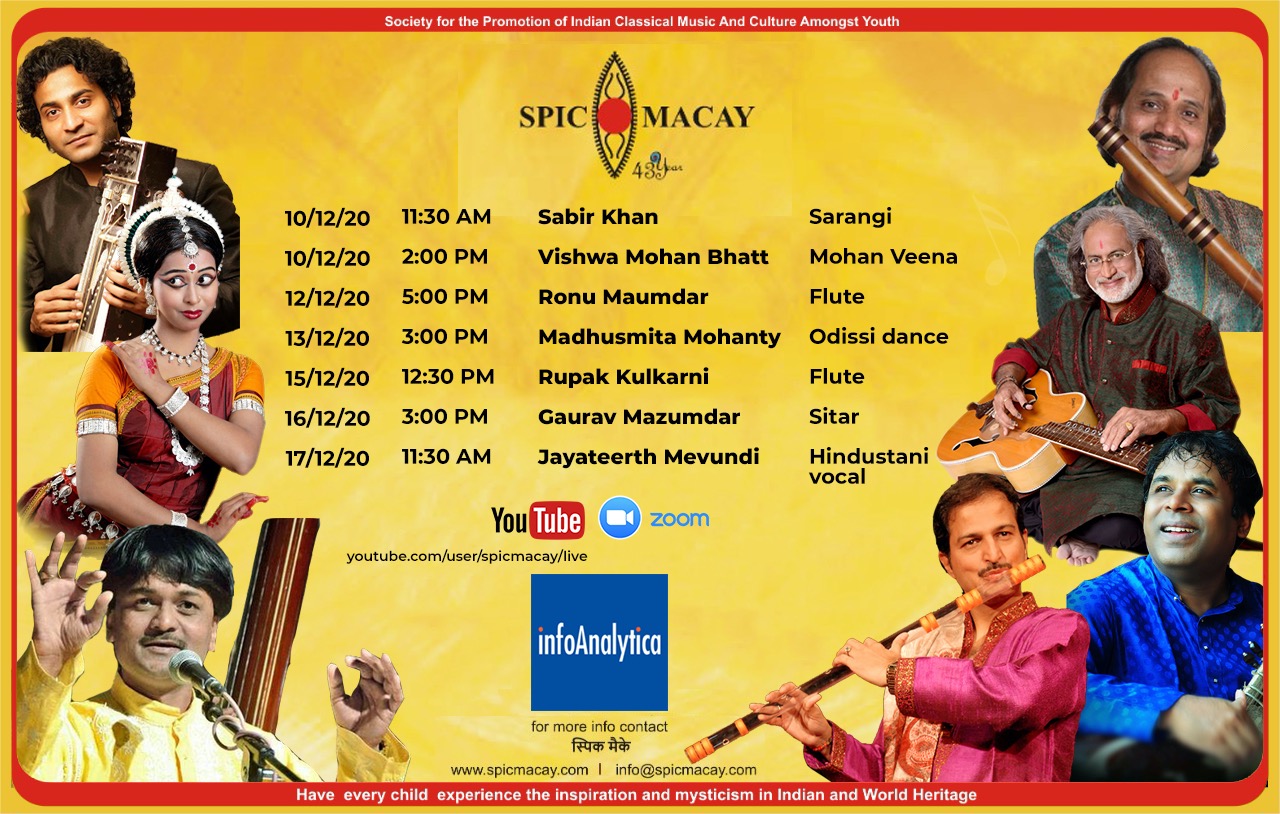 Society for the Promotion of Indian Classical Music And Culture Amongst Youth
SPIC MACAY
43 Year
10/12/20 11:30 AM Sabir Khan Sarangi
10/12/20 2:00 PM Vishwa Mohan Bhatt Mohan Veena
12/12/20 5:00 PM Ronu Maumdar Flute
13/12/20 3:00 PM Madhusmita Mohanty Odissi dance
15/12/20 12:30 PM Rupak Kulkarni Flute
16/12/20 3:00 PM Gaurav Mazumdar Sitar
17/12/20 11:30 AM Jayateerth Mevundi Hindustani
vocal
YouTube zoom
youtube.com/user/spicmacay/live
infoAnalytica
for more info contact
स्पिक मैके
www.spicmacay.com | info@spicmacay.com
Have every child experience the inspiration and mysticism in Indian and World Heritage